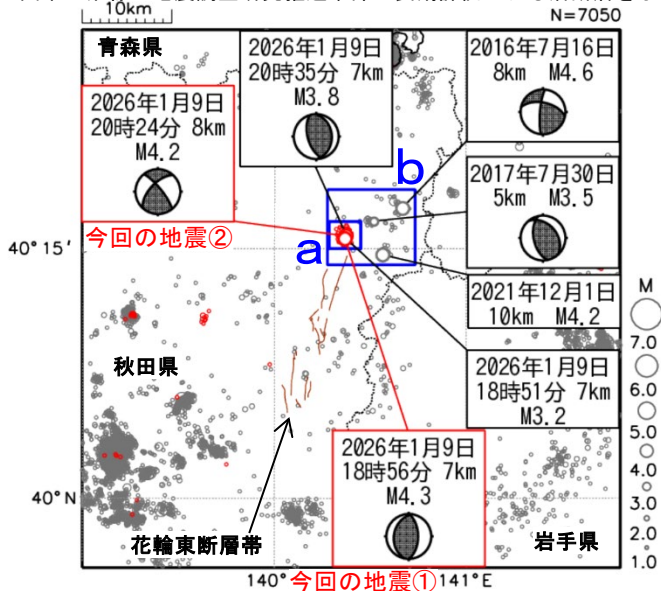 10km
N=7050
青森県
2026年1月9日
20時35分 7km
M3.8
2016年7月16日
8km M4.6
2026年1月9日
20時24分 8km
M4.2
今回の地震②
2017年7月30日
5km M3.5
b
a
40°15′
2021年12月1日
10km M4.2
2026年1月9日
18時51分 7km
M3.2
秋田県
2026年1月9日
18時56分 7km
M4.3
今回の地震①
40°N
花輪東断層帯
岩手県
140°
141°E
M
7.0
6.0
5.0
4.0
3.0
2.0
1.0